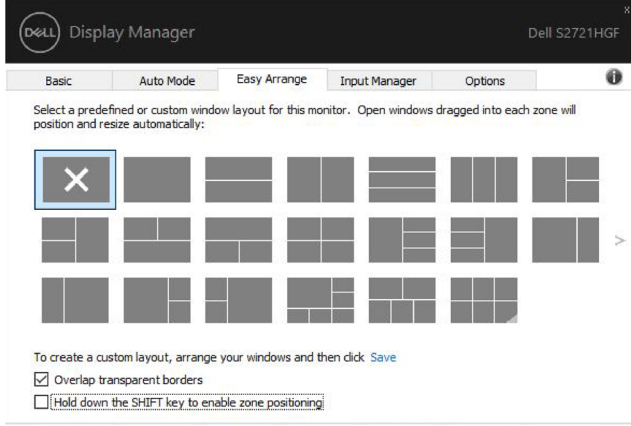 x
DELL Display Manager
Dell S2721HGF
Basic Auto Mode Easy Arrange Input Manager Options
Select a predefined or custom window layout for this monitor. Open windows dragged into each zone will
position and resize automatically:
>
To create a custom layout, arrange your windows and then click Save
Overlap transparent borders
Hold down the SHIFT key to enable zone positioning